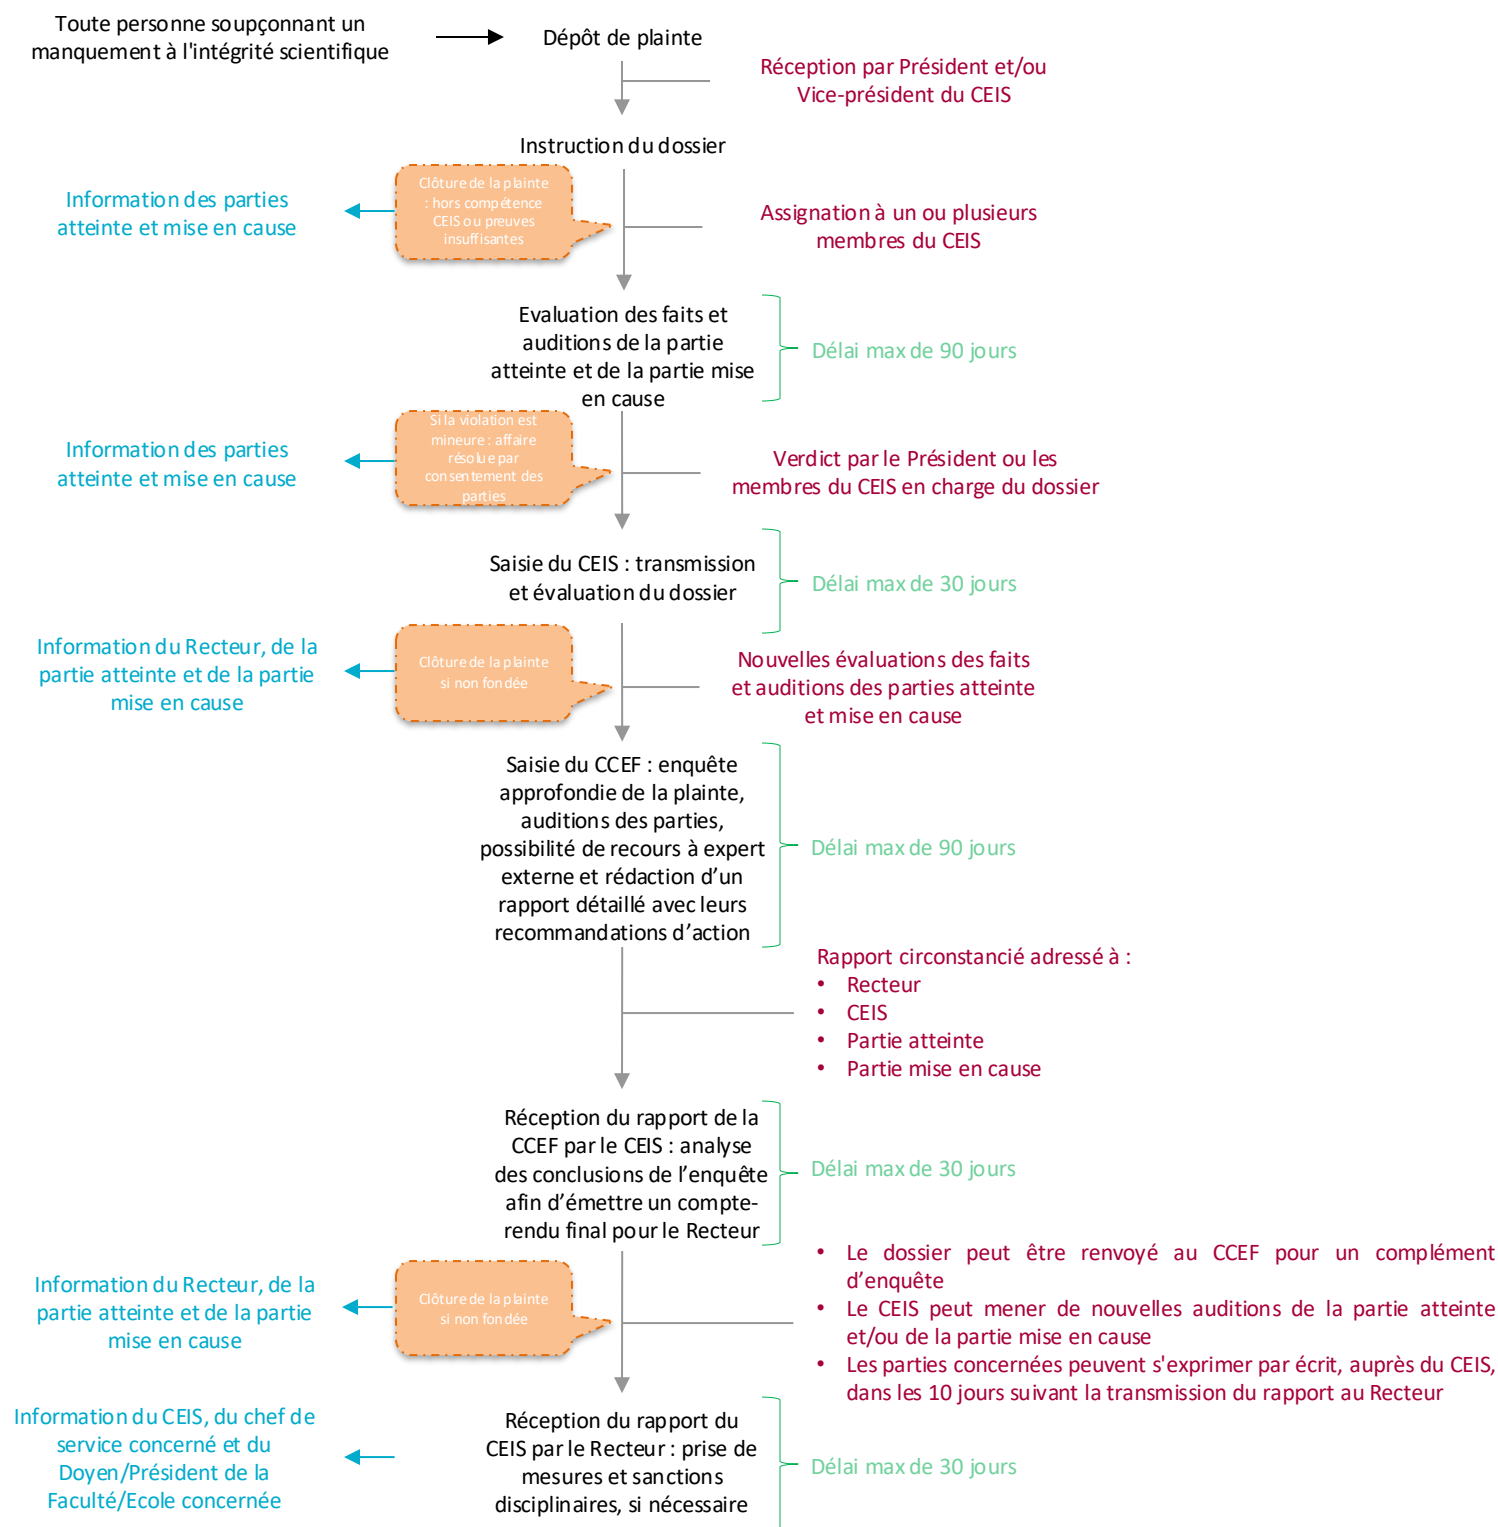 Toute personne soupçonnant un
manquement à l'intégrité scientifique
Dépôt de plainte
Réception par Président et/ou
Vice-président du CEIS
Instruction du dossier
Clôture de la plainte
: hors compétence
CEIS ou preuves
insuffisantes
Information des parties
atteinte et mise en cause
Assignation à un ou plusieurs
membres du CEIS
Evaluation des faits et
auditions de la partie
atteinte et de la partie mise
en cause
Délai max de 90 jours
Si la violation est
mineure : affaire
résolue par
consentement des
parties
Information des parties
atteinte et mise en cause
Verdict par le Président ou les
membres du CEIS en charge du dossier
Saisie du CEIS : transmission
et évaluation du dossier
Délai max de 30 jours
Information du Recteur, de la
partie atteinte et de la partie
mise en cause
Clôture de la plainte
si non fondée
Nouvelles évaluations des faits
et auditions des parties atteinte
et mise en cause
Saisie du CCEF : enquête
approfondie de la plainte,
auditions des parties,
possibilité de recours à expert
externe et rédaction d’un
rapport détaillé avec leurs
recommandations d’action
Délai max de 90 jours
Rapport circonstancié adressé à :
• Recteur
• CEIS
• Partie atteinte
• Partie mise en cause
Réception du rapport de la
CCEF par le CEIS : analyse
des conclusions de l’enquête
afin d’émettre un compte-
rendu final pour le Recteur
Délai max de 30 jours
Information du Recteur, de la
partie atteinte et de la partie
mise en cause
Clôture de la plainte
si non fondée
• Le dossier peut être renvoyé au CCEF pour un complément
d’enquête
• Le CEIS peut mener de nouvelles auditions de la partie atteinte
et/ou de la partie mise en cause
• Les parties concernées peuvent s'exprimer par écrit, auprès du CEIS,
dans les 10 jours suivant la transmission du rapport au Recteur
Information du CEIS, du chef de
service concerné et du
Doyen/Président de la
Faculté/Ecole concernée
Réception du rapport du
CEIS par le Recteur : prise de
mesures et sanctions
disciplinaires, si nécessaire
Délai max de 30 jours